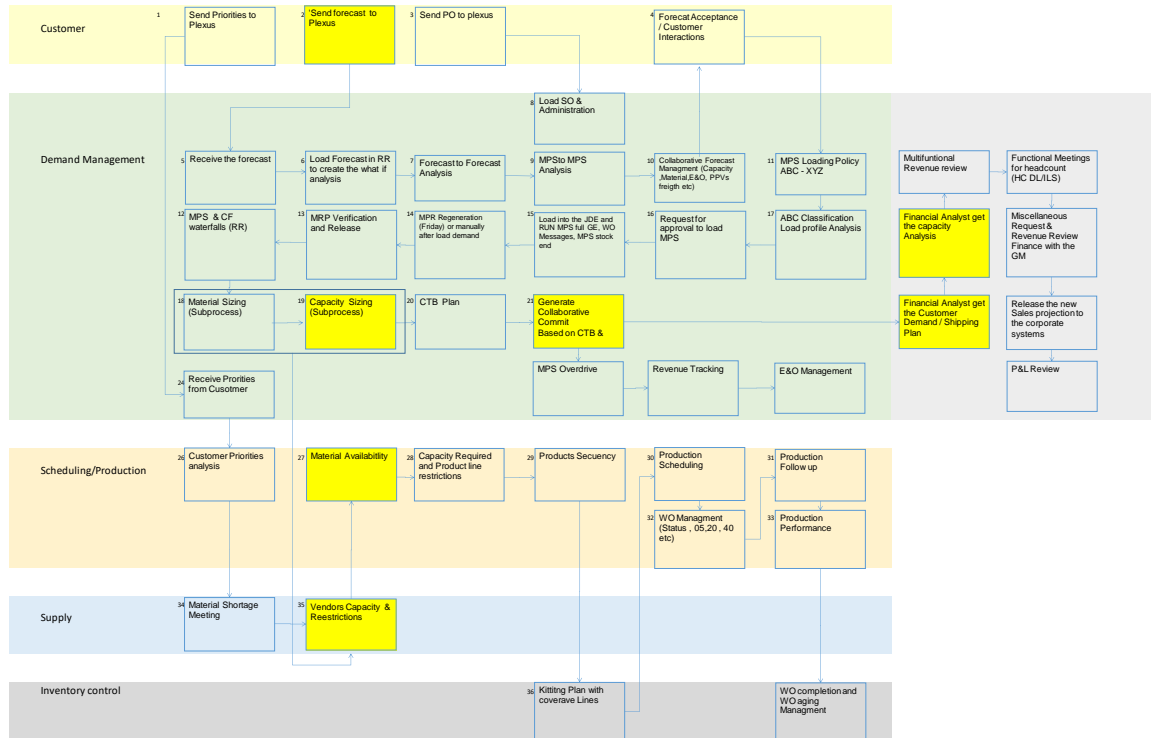 Customer
1
Send Priorities to
Plexus
2
'Send forecast to
Plexus
3
Send PO to plexus
4
Forecat Acceptance
/ Customer
Interactions
Demand Management
8
Load SO &
Administration
5
Receive the forecast
6
Load Forecast in RR
to create the what if
analysis
7
Forecast to Forecast
Analysis
9
MPSto MPS
Analysis
10
Collaborative Forecast
Managment (Capacity
,Material,E&O, PPVs
freigth etc)
11
MPS Loading Policy
ABC - XYZ
Multifuntional
Revenue review
Functional Meetings
for headcount
(HC DL/ILS)
12
MPS & CF
waterfalls (RR)
13
MRP Verification
and Release
14
MPR Regeneration
(Friday) or manually
after load demand
15
Load into the JDE and
RUN MPS full GE, WO
Messages, MPS stock
end
16
Request for
approval to load
MPS
17
ABC Classification
Load profile Analysis
Financial Analyst get
the capacity
Analysis
Miscellaneous
Request &
Revenue Review
Finance with the
GM
18
Material Sizing
(Subprocess)
19
Capacity Sizing
(Subprocess)
20
CTB Plan
21
Generate
Collaborative
Commit
Based on CTB &
Financial Analyst get
the Customer
Demand / Shipping
Plan
Release the new
Sales projection to
the corporate
systems
24
Receive Prorities
from Cusotmer
MPS Overdrive
Revenue Tracking
E&O Management
P&L Review
Scheduling/Production
26
Customer Priorities
analysis
27
Material Availabitlity
28
Capacity Required
and Product line
restrictions
29
Products Secuency
30
Production
Scheduling
31
Production
Follow up
32
WO Managment
(Status , 05,20 , 40
etc)
33
Production
Performance
Supply
34
Material Shortage
Meeting
35
Vendors Capacity &
Reestrictions
Inventory control
36
Kittitng Plan with
coverave Lines
WO completion and
WO aging
Managment